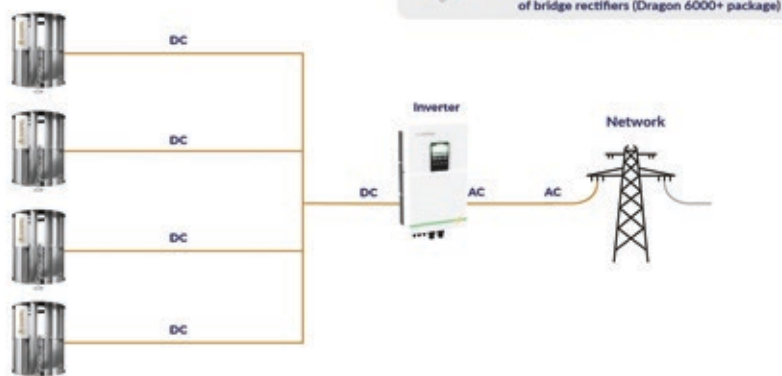 of bridge rectifiers (Dragon 6000+ package)
DC
DC
Inverter
Network
DC
AC
AC
DC
DC